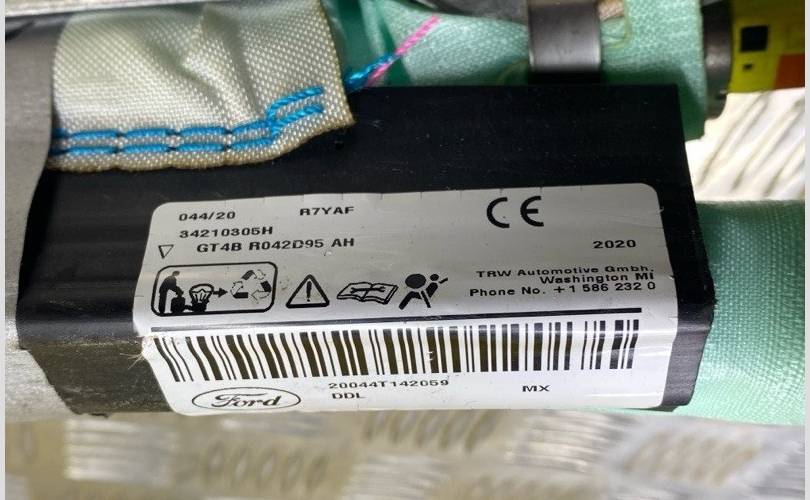 044/20 R7YAF CE
34210305H
GT4B R042D95 AH 2020
TRW Automotive Gmbh.
Washington MI
Phone No. +1 586 232 0
20044T142059
Ford DDL MX